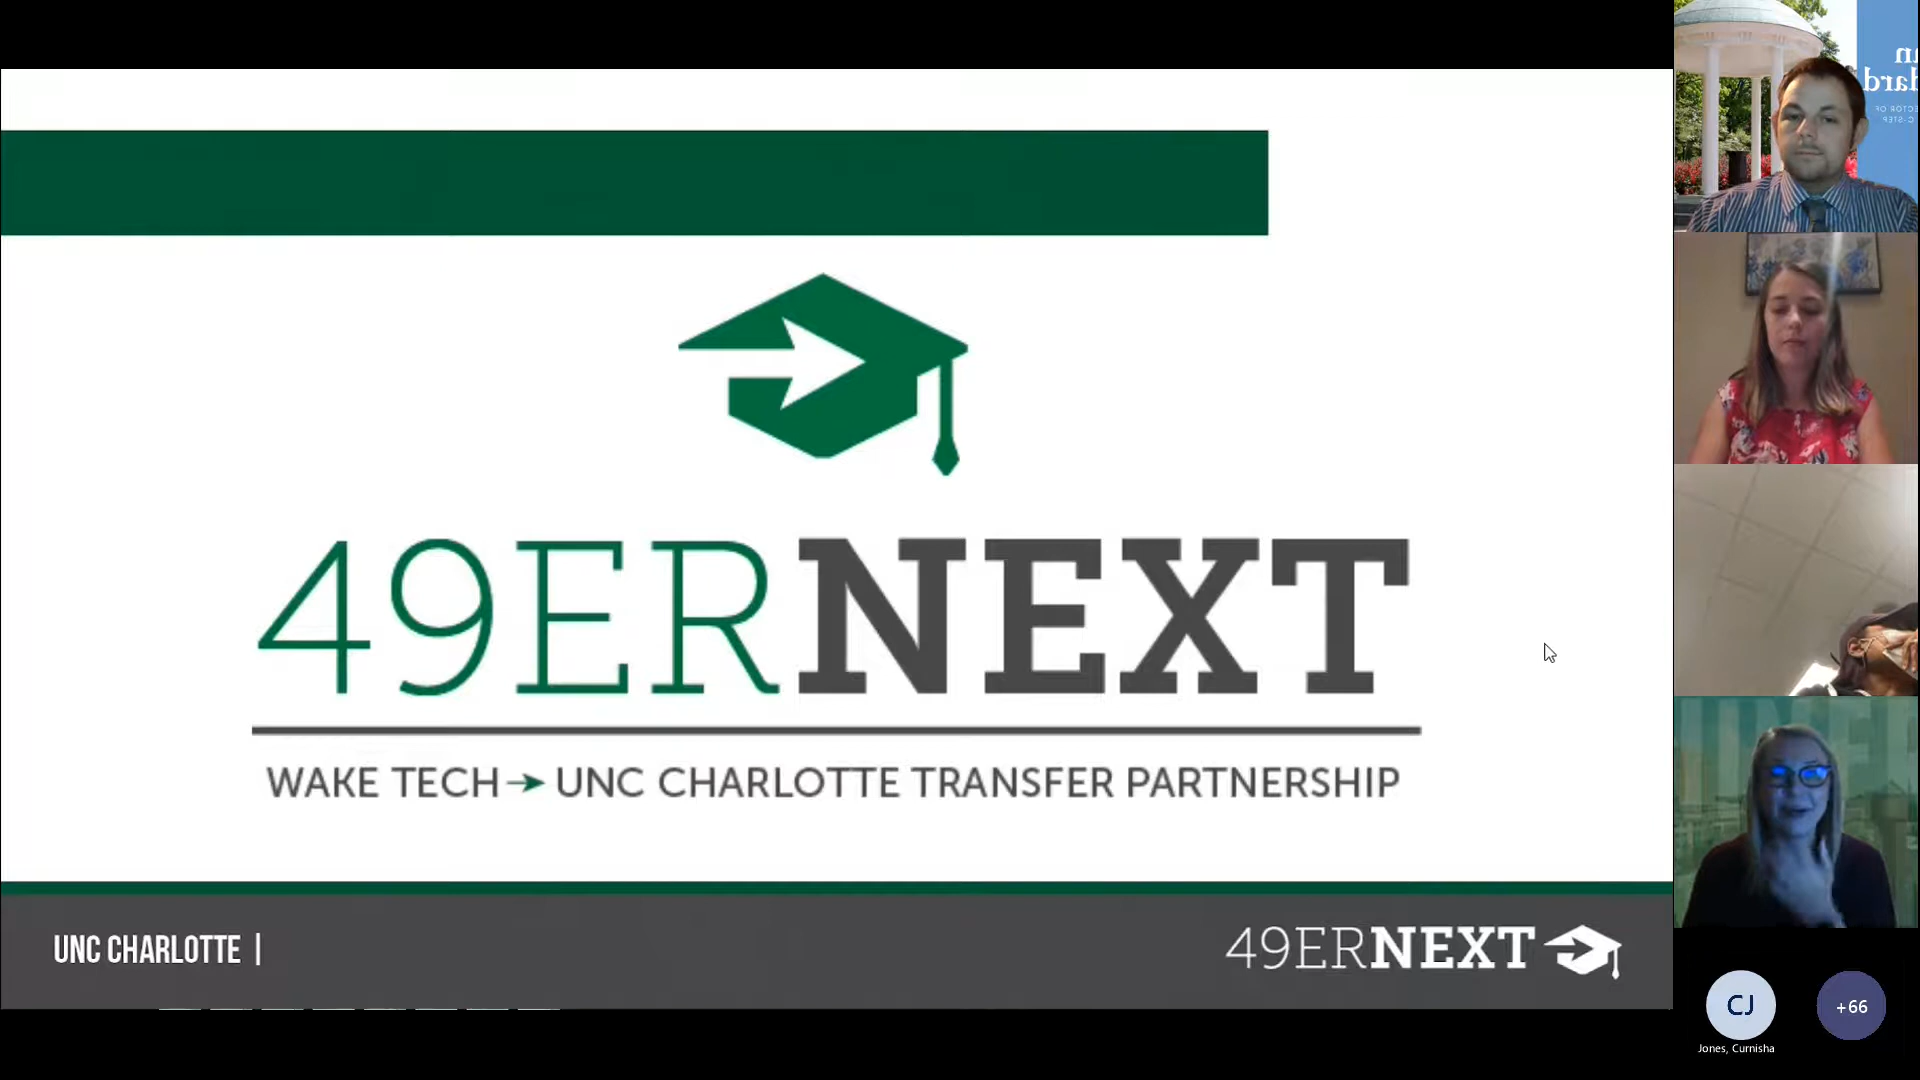 49ERNEXT
WAKE TECH → UNC CHARLOTTE TRANSFER PARTNERSHIP
UNC CHARLOTTE |
49ERNEXT
CJ
+66
Jones, Curnisha